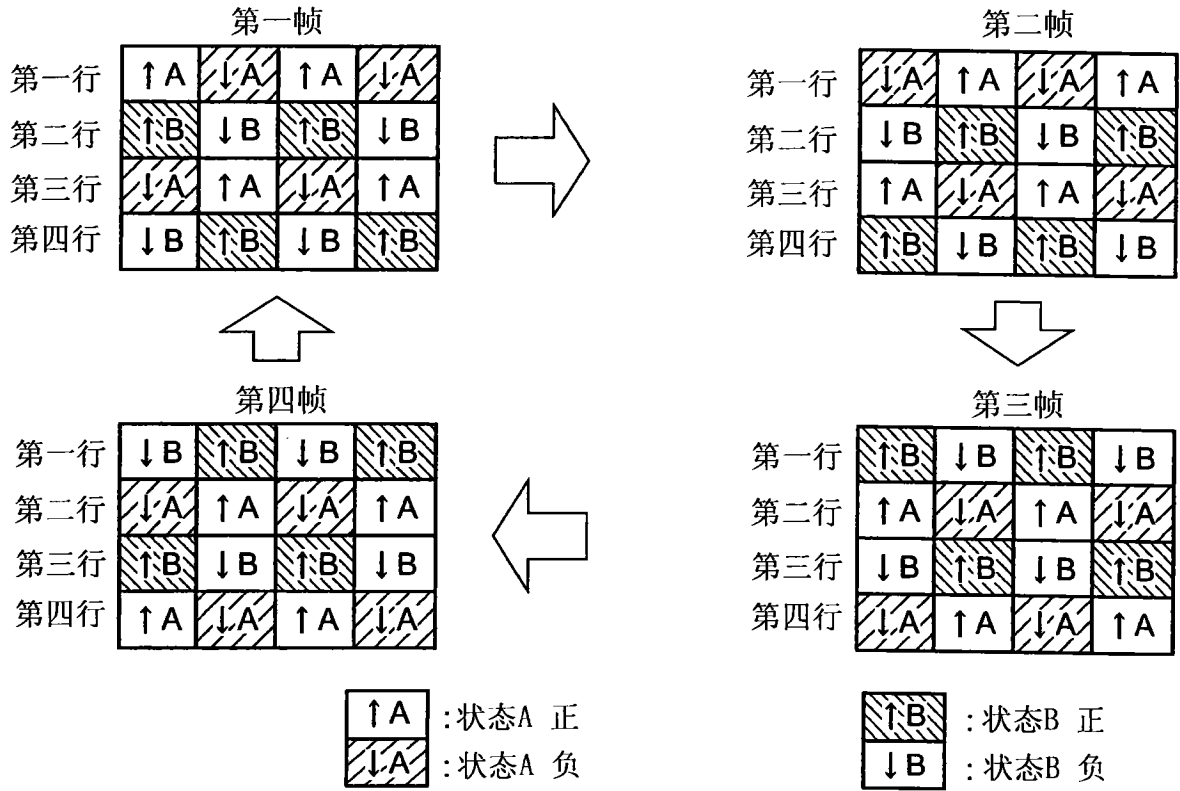 第一帧
第一行 ↑A ↓A ↑A ↓A
第二行 ↑B ↓B ↑B ↓B
第三行 ↓A ↑A ↓A ↑A
第四行 ↓B ↑B ↓B ↑B
第二帧
第一行 ↓A ↑A ↓A ↑A
第二行 ↓B ↑B ↓B ↑B
第三行 ↑A ↓A ↑A ↓A
第四行 ↑B ↓B ↑B ↓B
第四帧
第一行 ↓B ↑B ↓B ↑B
第二行 ↓A ↑A ↓A ↑A
第三行 ↑B ↓B ↑B ↓B
第四行 ↑A ↓A ↑A ↓A
第三帧
第一行 ↑B ↓B ↑B ↓B
第二行 ↑A ↓A ↑A ↓A
第三行 ↓B ↑B ↓B ↑B
第四行 ↓A ↑A ↓A ↑A
↑A :状态A 正
↓A :状态A 负
↑B :状态B 正
↓B :状态B 负